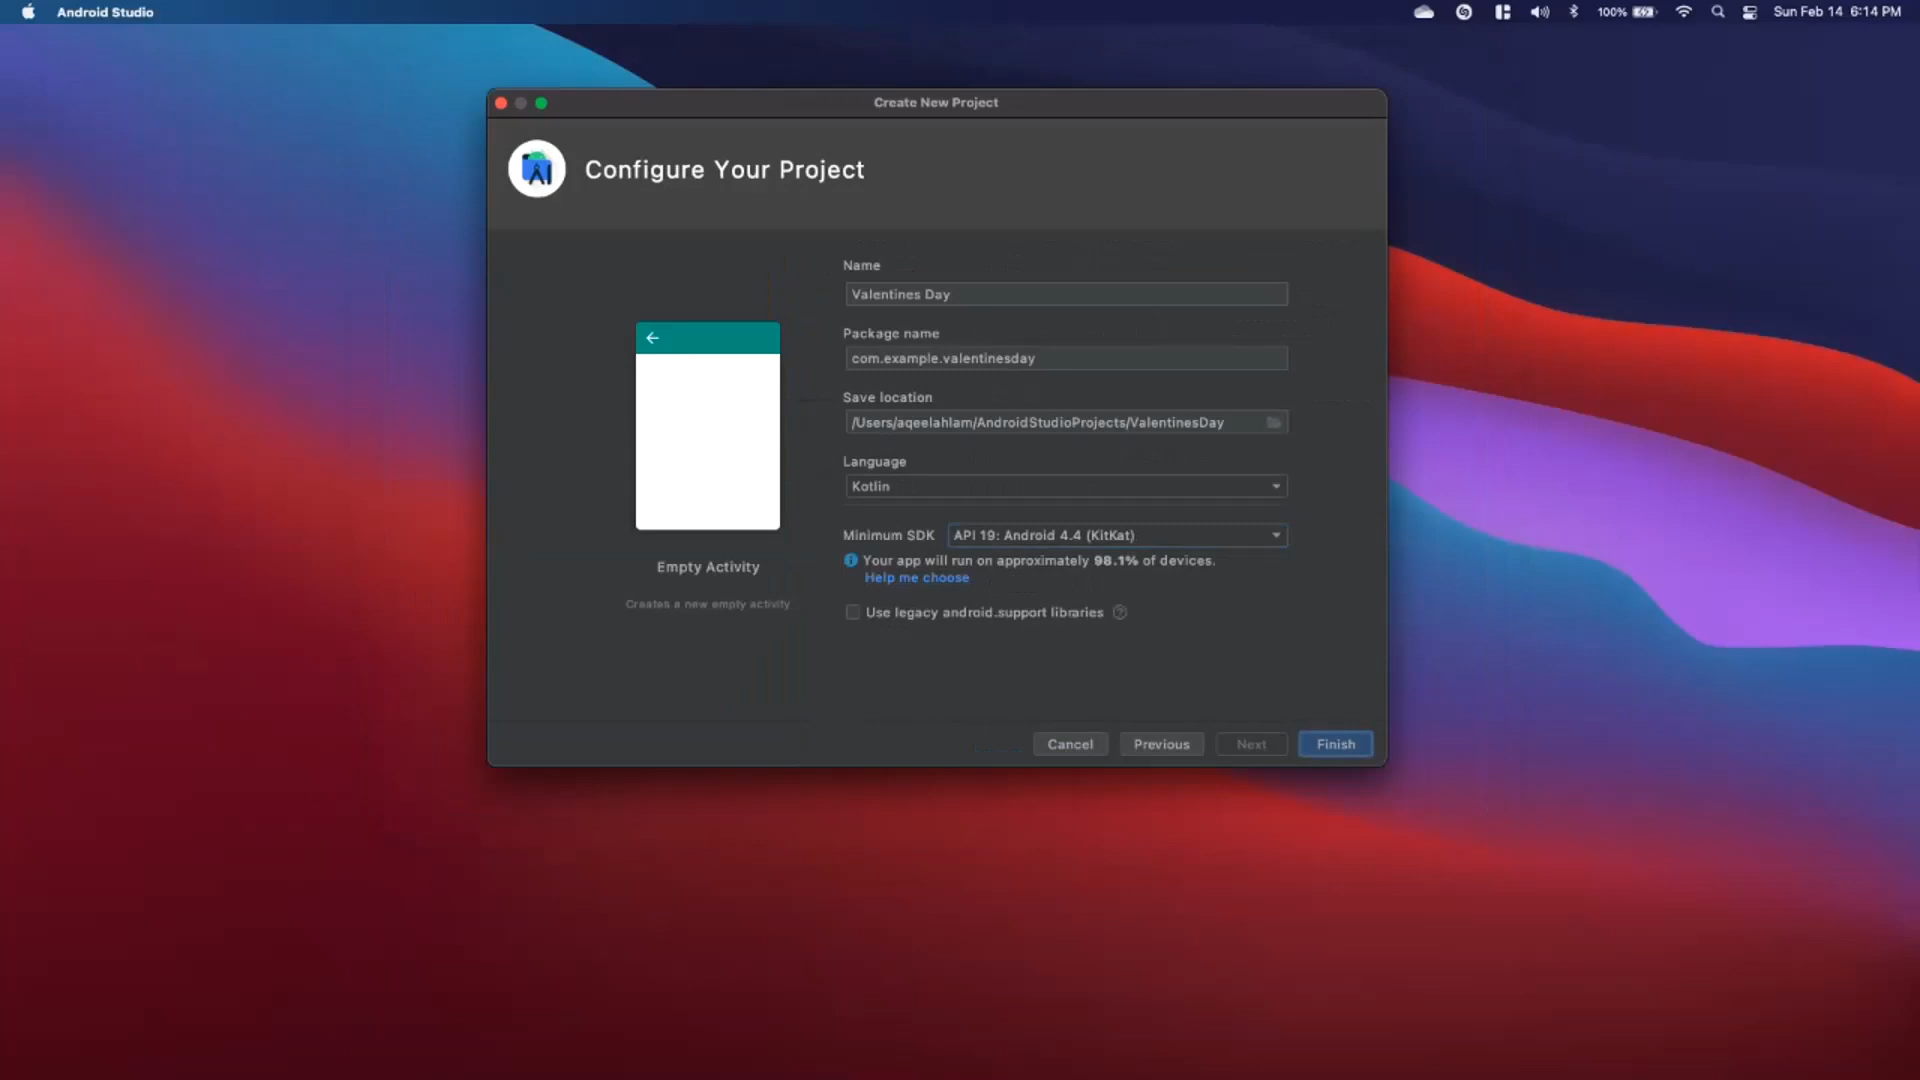 Android Studio
100%
Sun Feb 14 6:14 PM
Create New Project
Configure Your Project
Name
Valentines Day
Package name
com.example.valentinesday
Save location
/Users/aqeelahlam/AndroidStudioProjects/ValentinesDay
Language
Kotlin
Minimum SDK
API 19: Android 4.4 (KitKat)
Your app will run on approximately 98.1% of devices.
Help me choose
Use legacy android.support libraries
Empty Activity
Creates a new empty activity
Cancel
Previous
Next
Finish